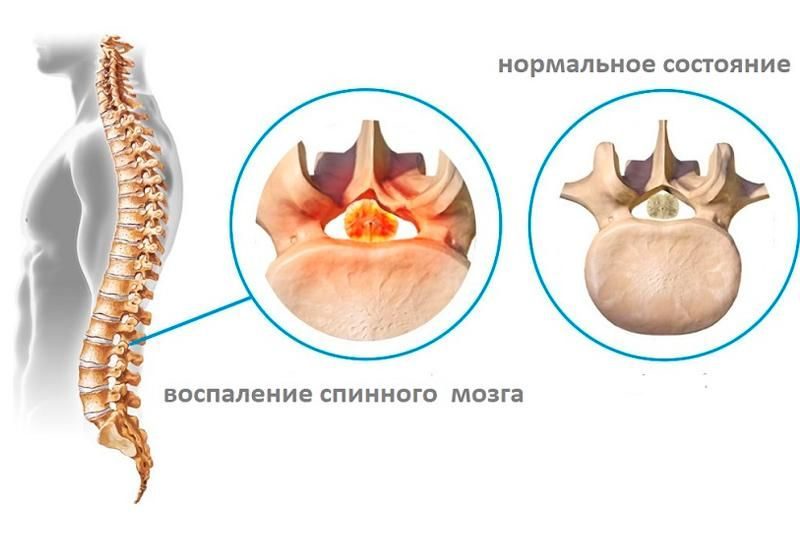 нормальное состояние
воспаление спинного мозга